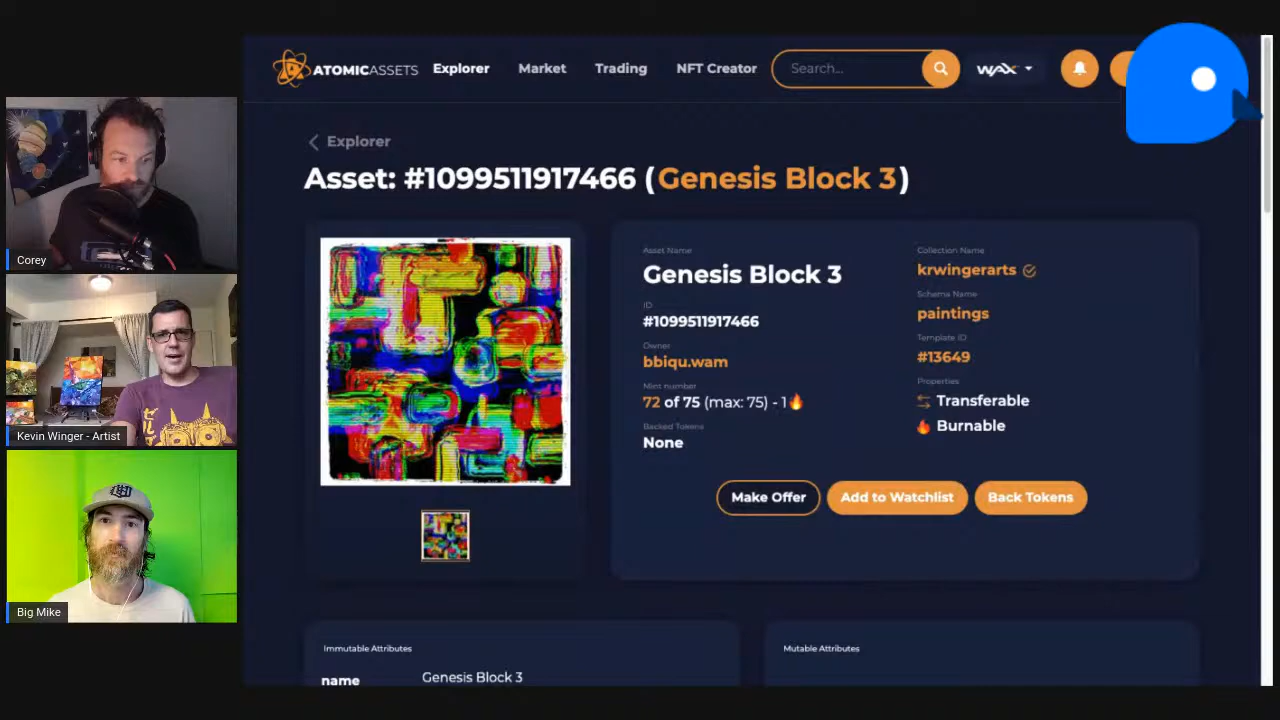 ATOMICASSETS Explorer Market Trading NFT Creator Search... WAX
Explorer
Asset: #1099511917466 (Genesis Block 3)
Asset Name
Genesis Block 3
ID
#1099511917466
Owner
bbiqu.wam
Mint number
72 of 75 (max: 75) - 1🔥
Backed Tokens
None
Collection Name
krwingerarts
Schema Name
paintings
Template ID
#13649
Properties
Transferable
Burnable
Make Offer Add to Watchlist Back Tokens
Immutable Attributes
name Genesis Block 3
Mutable Attributes
Corey
Kevin Winger - Artist
Big Mike